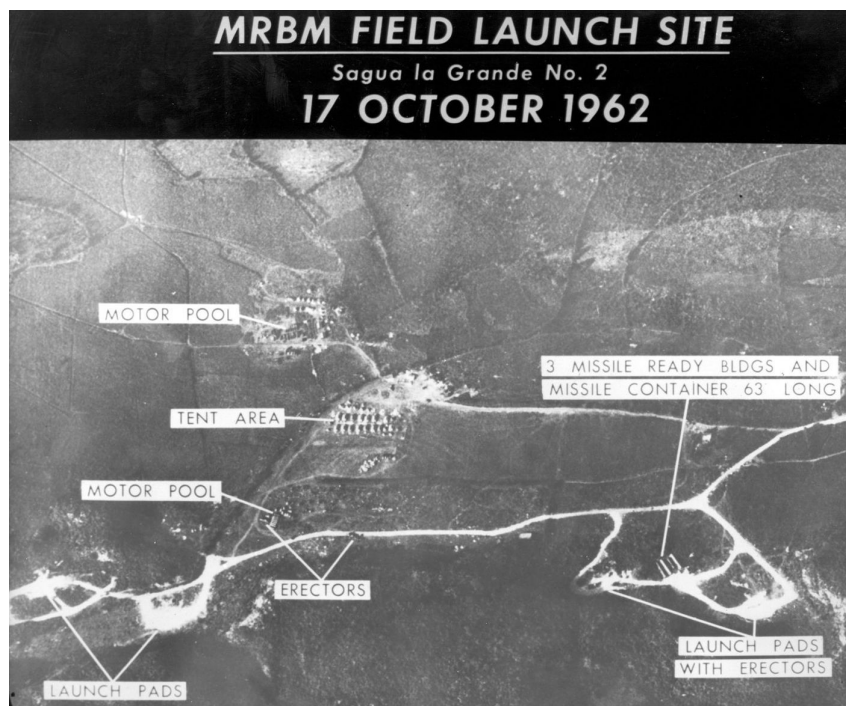 MRBM FIELD LAUNCH SITE
Sagua la Grande No. 2
17 OCTOBER 1962
MOTOR POOL
3 MISSILE READY BLDGS AND
MISSILE CONTAINER 63 LONG
TENT AREA
MOTOR POOL
ERECTORS
LAUNCH PADS
WITH ERECTORS
LAUNCH PADS